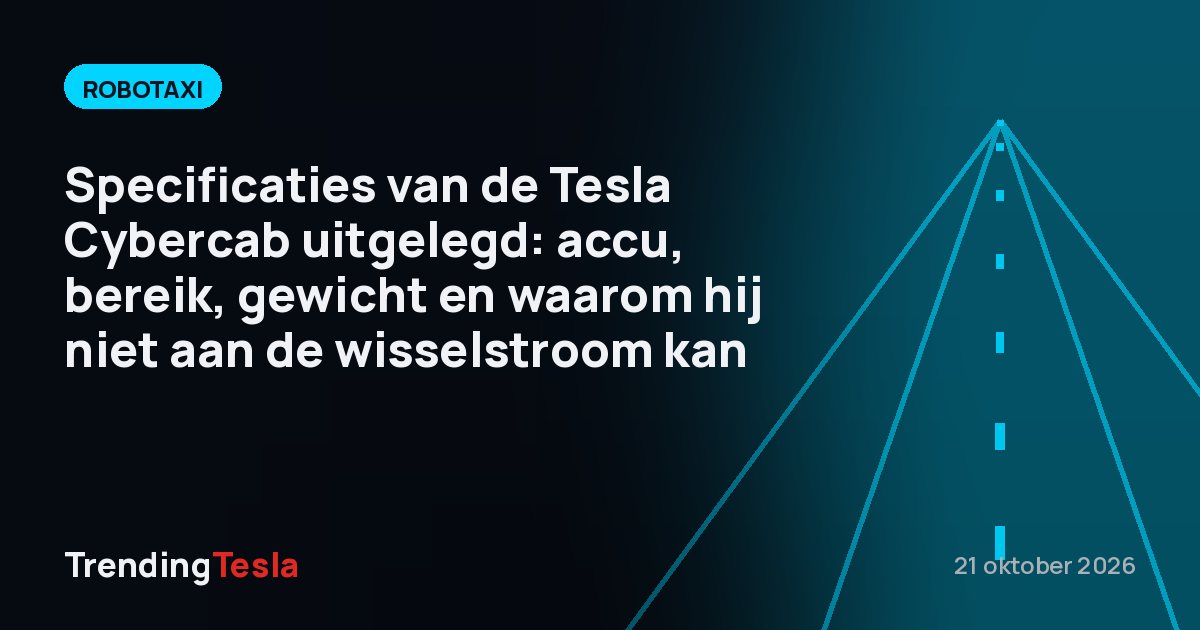 ROBOTAXI
Specificaties van de Tesla
Cybercab uitgelegd: accu,
bereik, gewicht en waarom hij
niet aan de wisselstroom kan
TrendingTesla
21 oktober 2026